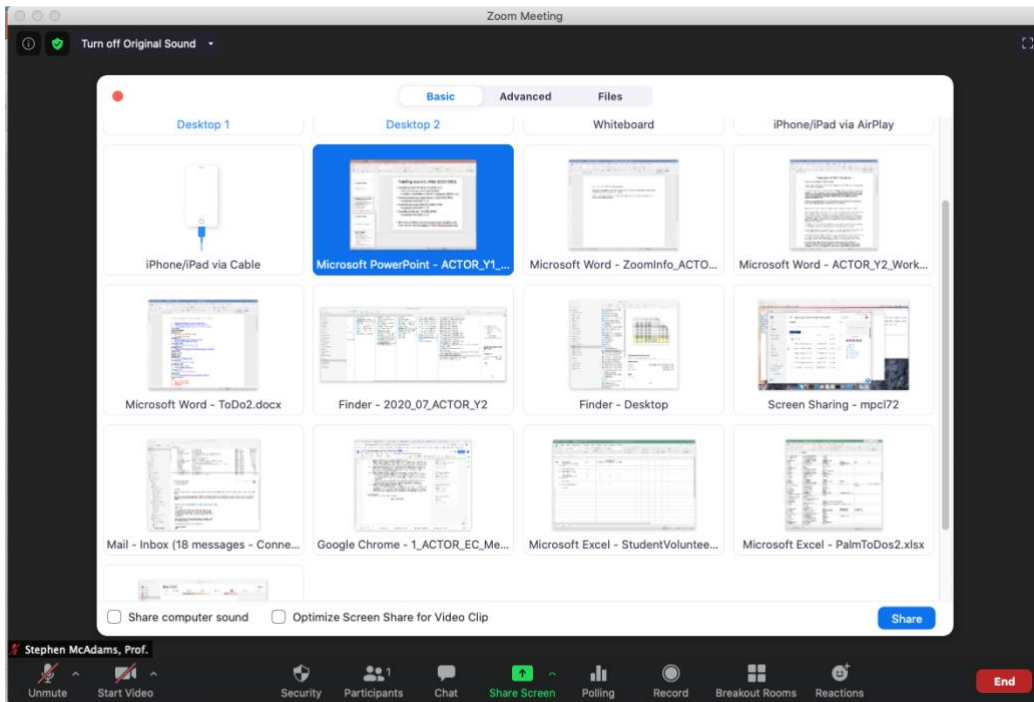 Zoom Meeting
Turn off Original Sound
Basic Advanced Files
Desktop 1 Desktop 2 Whiteboard iPhone/iPad via AirPlay
iPhone/iPad via Cable Microsoft PowerPoint - ACTOR_Y1_... Microsoft Word - ZoomInfo_ACTO... Microsoft Word - ACTOR_Y2_Work...
Microsoft Word - ToDo2.docx Finder - 2020_07_ACTOR_Y2 Finder - Desktop Screen Sharing - mpcl72
Mail - Inbox (18 messages - Conne... Google Chrome - 1_ACTOR_EC_Me... Microsoft Excel - StudentVoluntee... Microsoft Excel - PalmToDos2.xlsx
Share computer sound Optimize Screen Share for Video Clip Share
Stephen McAdams, Prof.
1
Unmute Start Video Security Participants Chat Share Screen Polling Record Breakout Rooms Reactions End